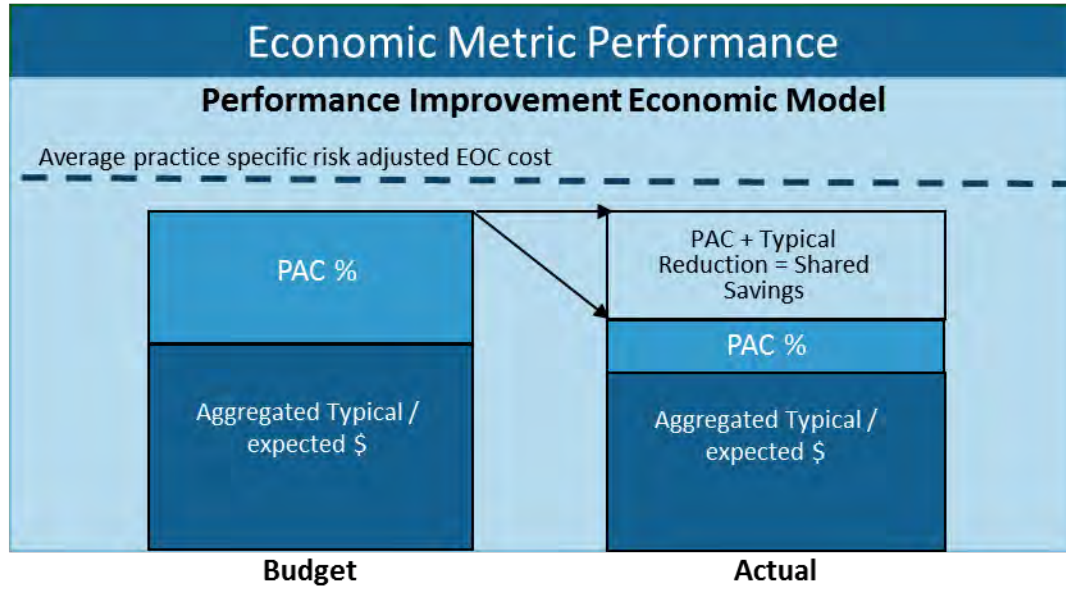 Economic Metric Performance
Performance Improvement Economic Model
Average practice specific risk adjusted EOC cost
PAC %
Aggregated Typical /
expected $
PAC + Typical
Reduction = Shared
Savings
PAC %
Aggregated Typical /
expected $
Budget
Actual